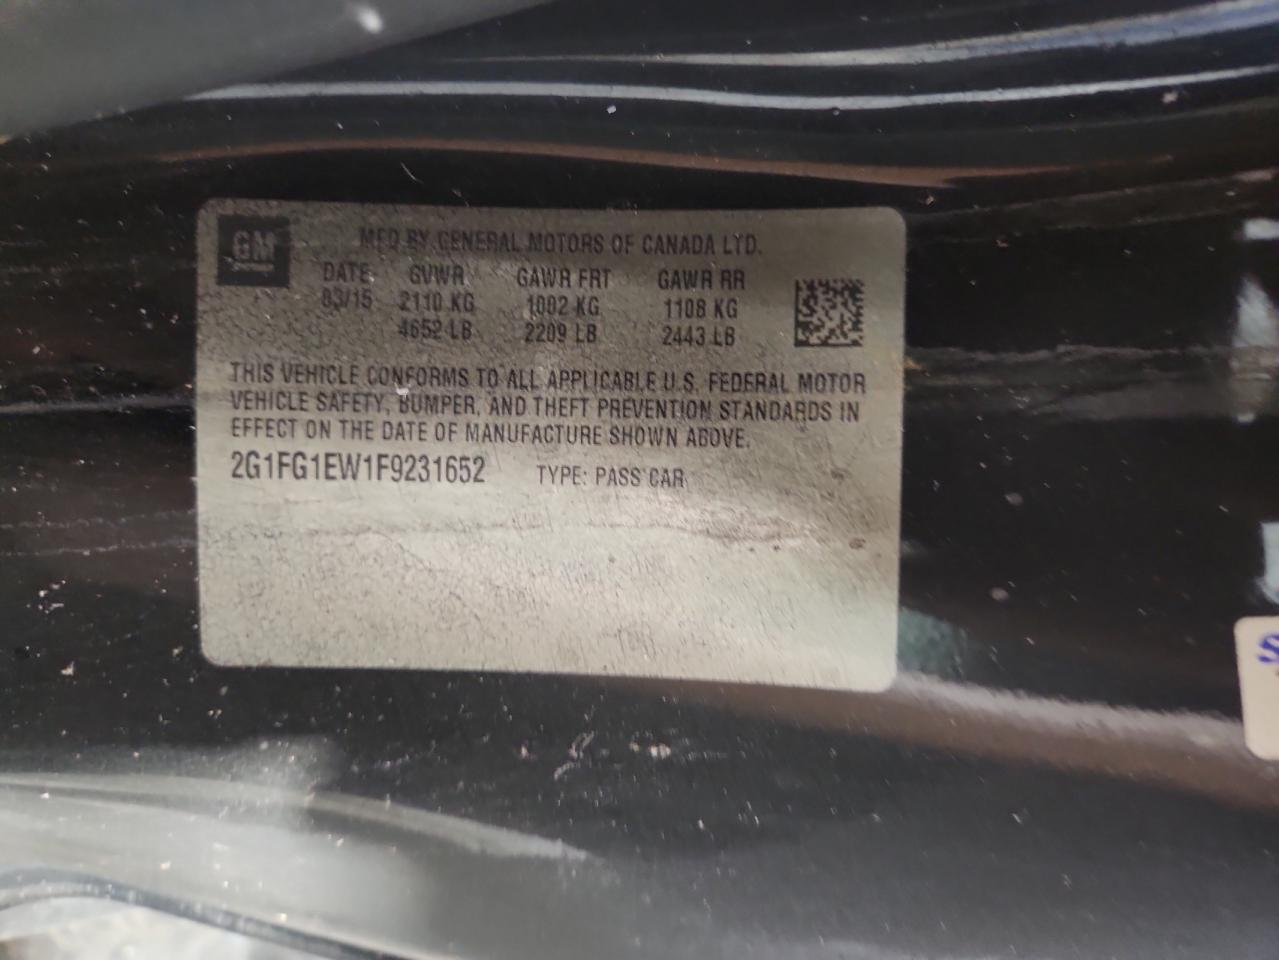 GM
MFD BY GENERAL MOTORS OF CANADA LTD.
DATE GVWR GAWR FRT GAWR RR
03/15 2110 KG 1002 KG 1108 KG
4652 LB 2209 LB 2443 LB
THIS VEHICLE CONFORMS TO ALL APPLICABLE U.S. FEDERAL MOTOR
VEHICLE SAFETY, BUMPER, AND THEFT PREVENTION STANDARDS IN
EFFECT ON THE DATE OF MANUFACTURE SHOWN ABOVE.
2G1FG1EW1F9231652 TYPE: PASS CAR